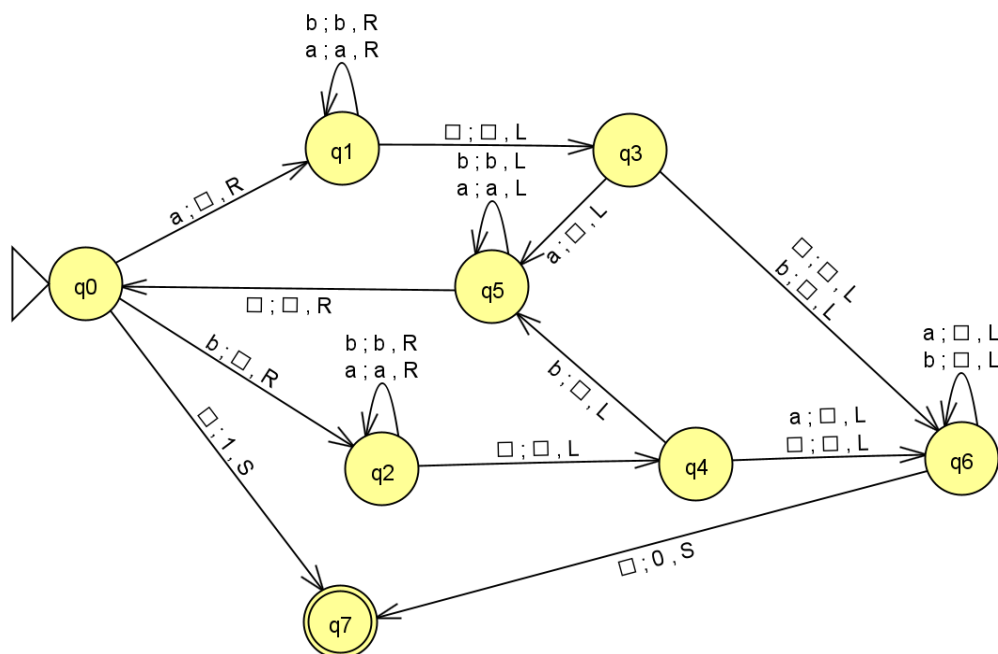 b ; b , R
a ; a , R
q1
□ ; □ , L
q3
b ; b , L
a ; a , L
a ; □ , R
a ; □ , L
q0
q5
□ ; □ , R
□ ; □ , L
b ; □ , L
b ; □ , R
b ; b , R
a ; a , R
b ; □ , L
a ; □ , L
b ; □ , L
□ ; 1 , S
q2
□ ; □ , L
q4
a ; □ , L
□ ; □ , L
q6
□ ; 0 , S
q7